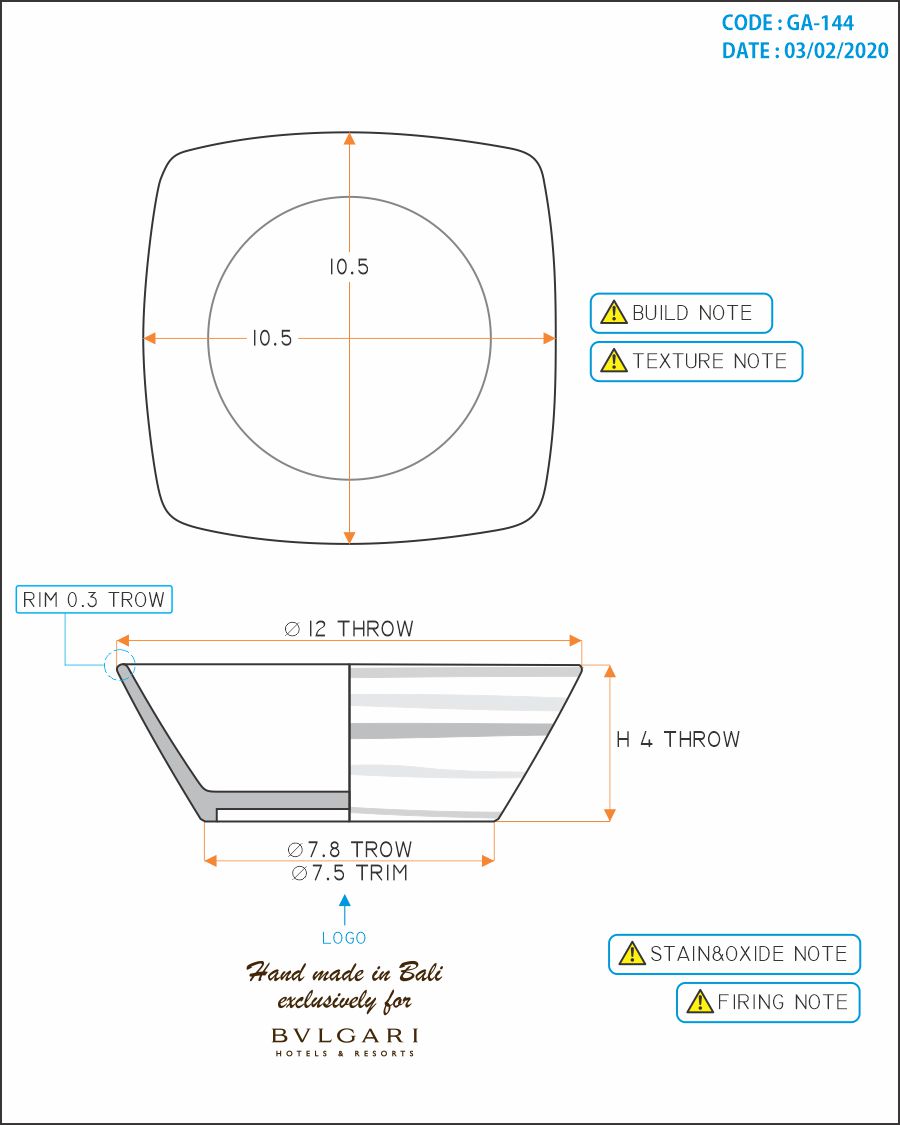 CODE : GA-144
DATE : 03/02/2020
10.5
10.5
BUILD NOTE
TEXTURE NOTE
RIM 0.3 TROW
∅ 12 THROW
H 4 THROW
∅ 7.8 TROW
∅ 7.5 TRIM
LOGO
Hand made in Bali
exclusively for
BVLGARI
HOTELS & RESORTS
STAIN&OXIDE NOTE
FIRING NOTE